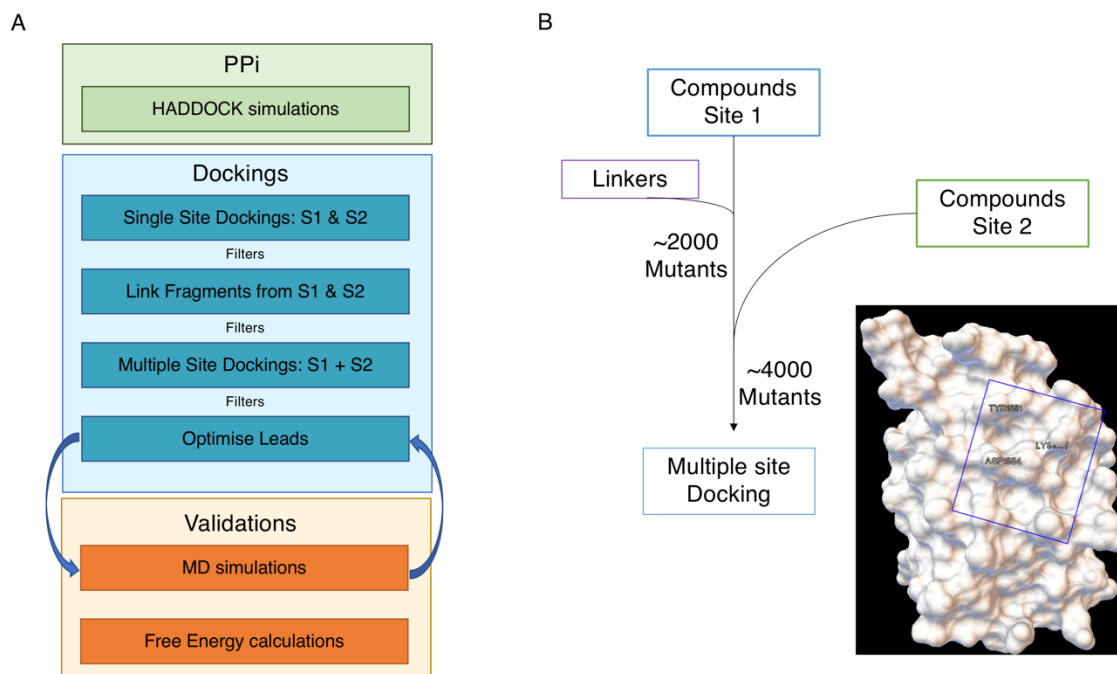 A
PPi
HADDOCK simulations
Dockings
Single Site Dockings: S1 & S2
Filters
Link Fragments from S1 & S2
Filters
Multiple Site Dockings: S1 + S2
Filters
Optimise Leads
Validations
MD simulations
Free Energy calculations
B
Compounds
Site 1
Linkers
Compounds
Site 2
~2000
Mutants
~4000
Mutants
Multiple site
Docking